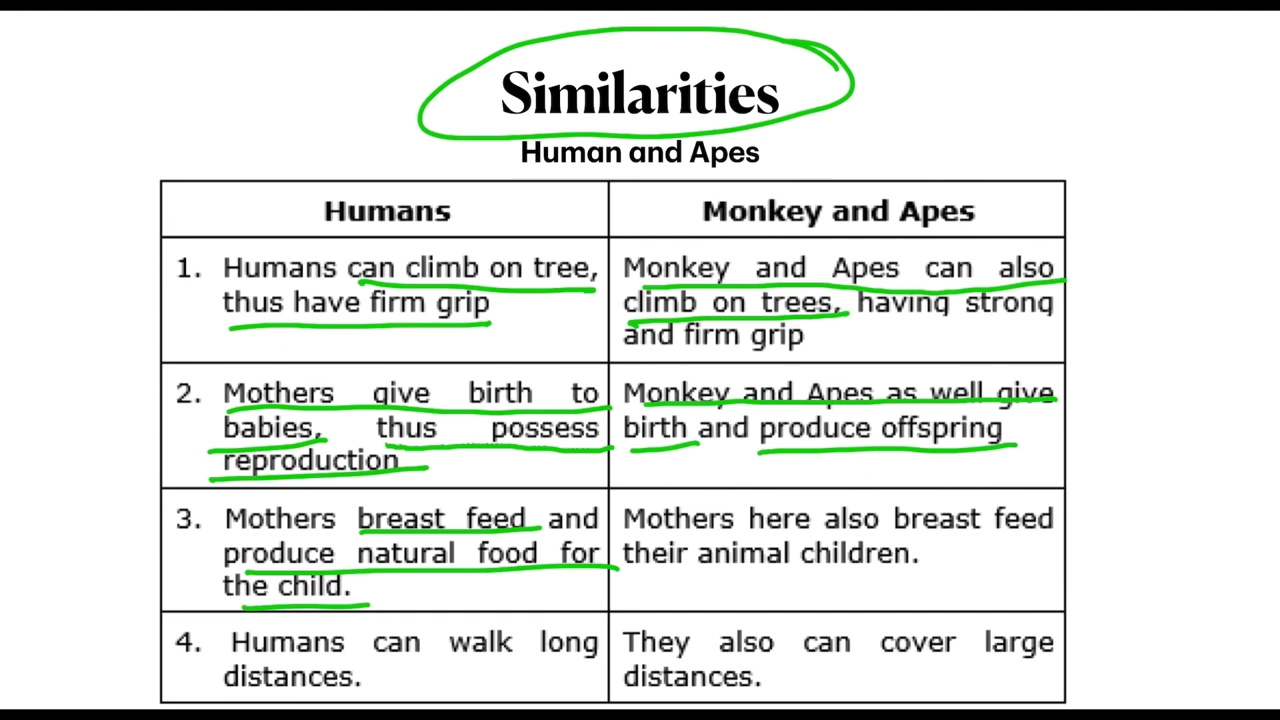 Similarities
Human and Apes
Humans
Monkey and Apes
1. Humans can climb on tree,
thus have firm grip
Monkey and Apes can also
climb on trees, having strong
and firm grip
2. Mothers give birth to
babies, thus possess
reproduction
Monkey and Apes as well give
birth and produce offspring
3. Mothers breast feed and
produce natural food for
the child.
Mothers here also breast feed
their animal children.
4. Humans can walk long
distances.
They also can cover large
distances.